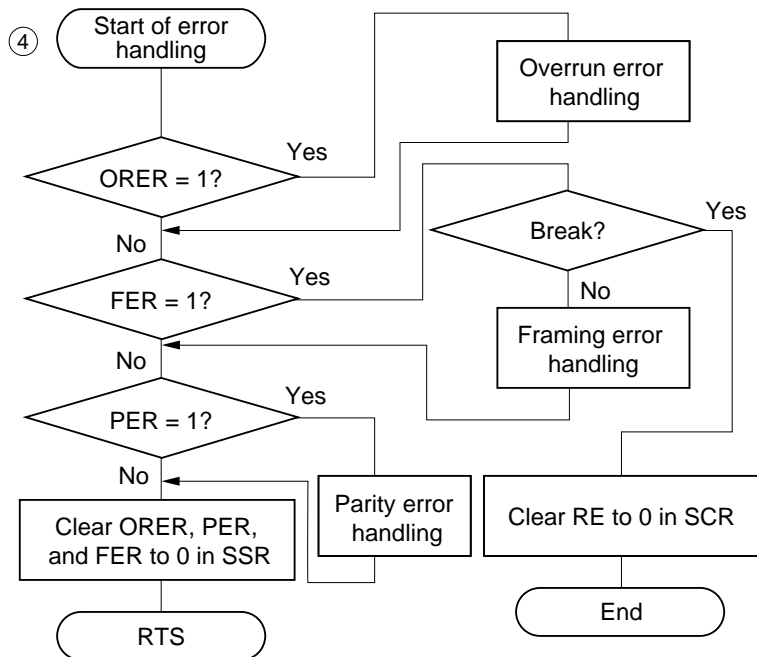 4
Start of error
handling
Overrun error
handling
Yes
ORER = 1?
No
Yes
Break?
Yes
FER = 1?
No
No
Framing error
handling
Yes
PER = 1?
No
Parity error
handling
Clear ORER, PER,
and FER to 0 in SSR
Clear RE to 0 in SCR
RTS
End